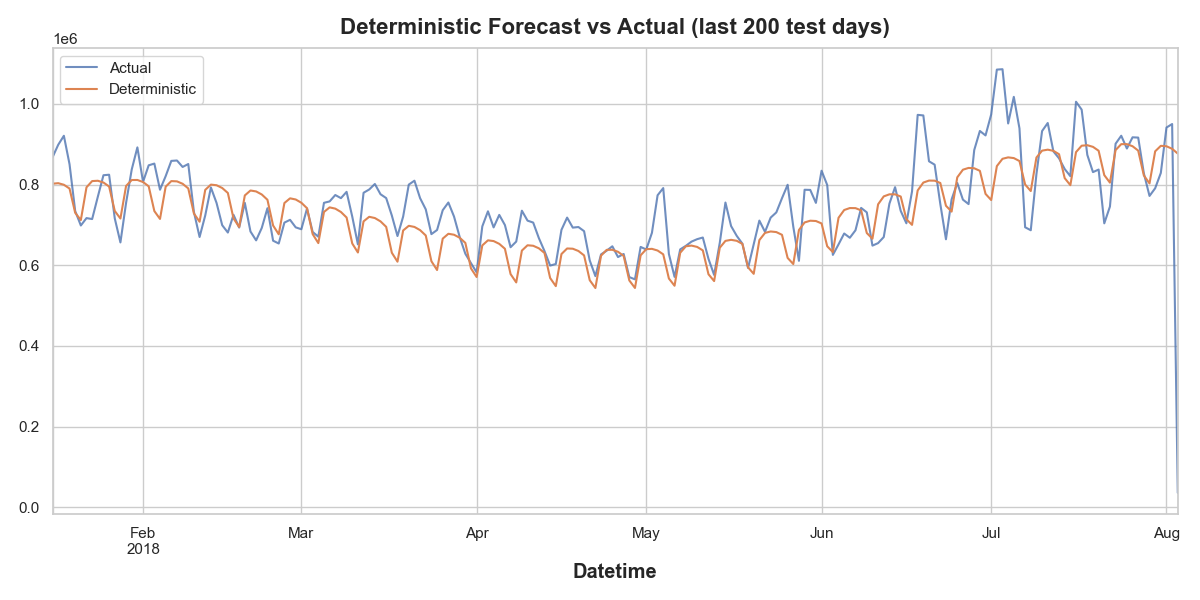 Deterministic Forecast vs Actual (last 200 test days)
1e6
Actual
Deterministic
1.0
0.8
0.6
0.4
0.2
0.0
Feb
2018
Mar
Apr
May
Jun
Jul
Aug
Datetime